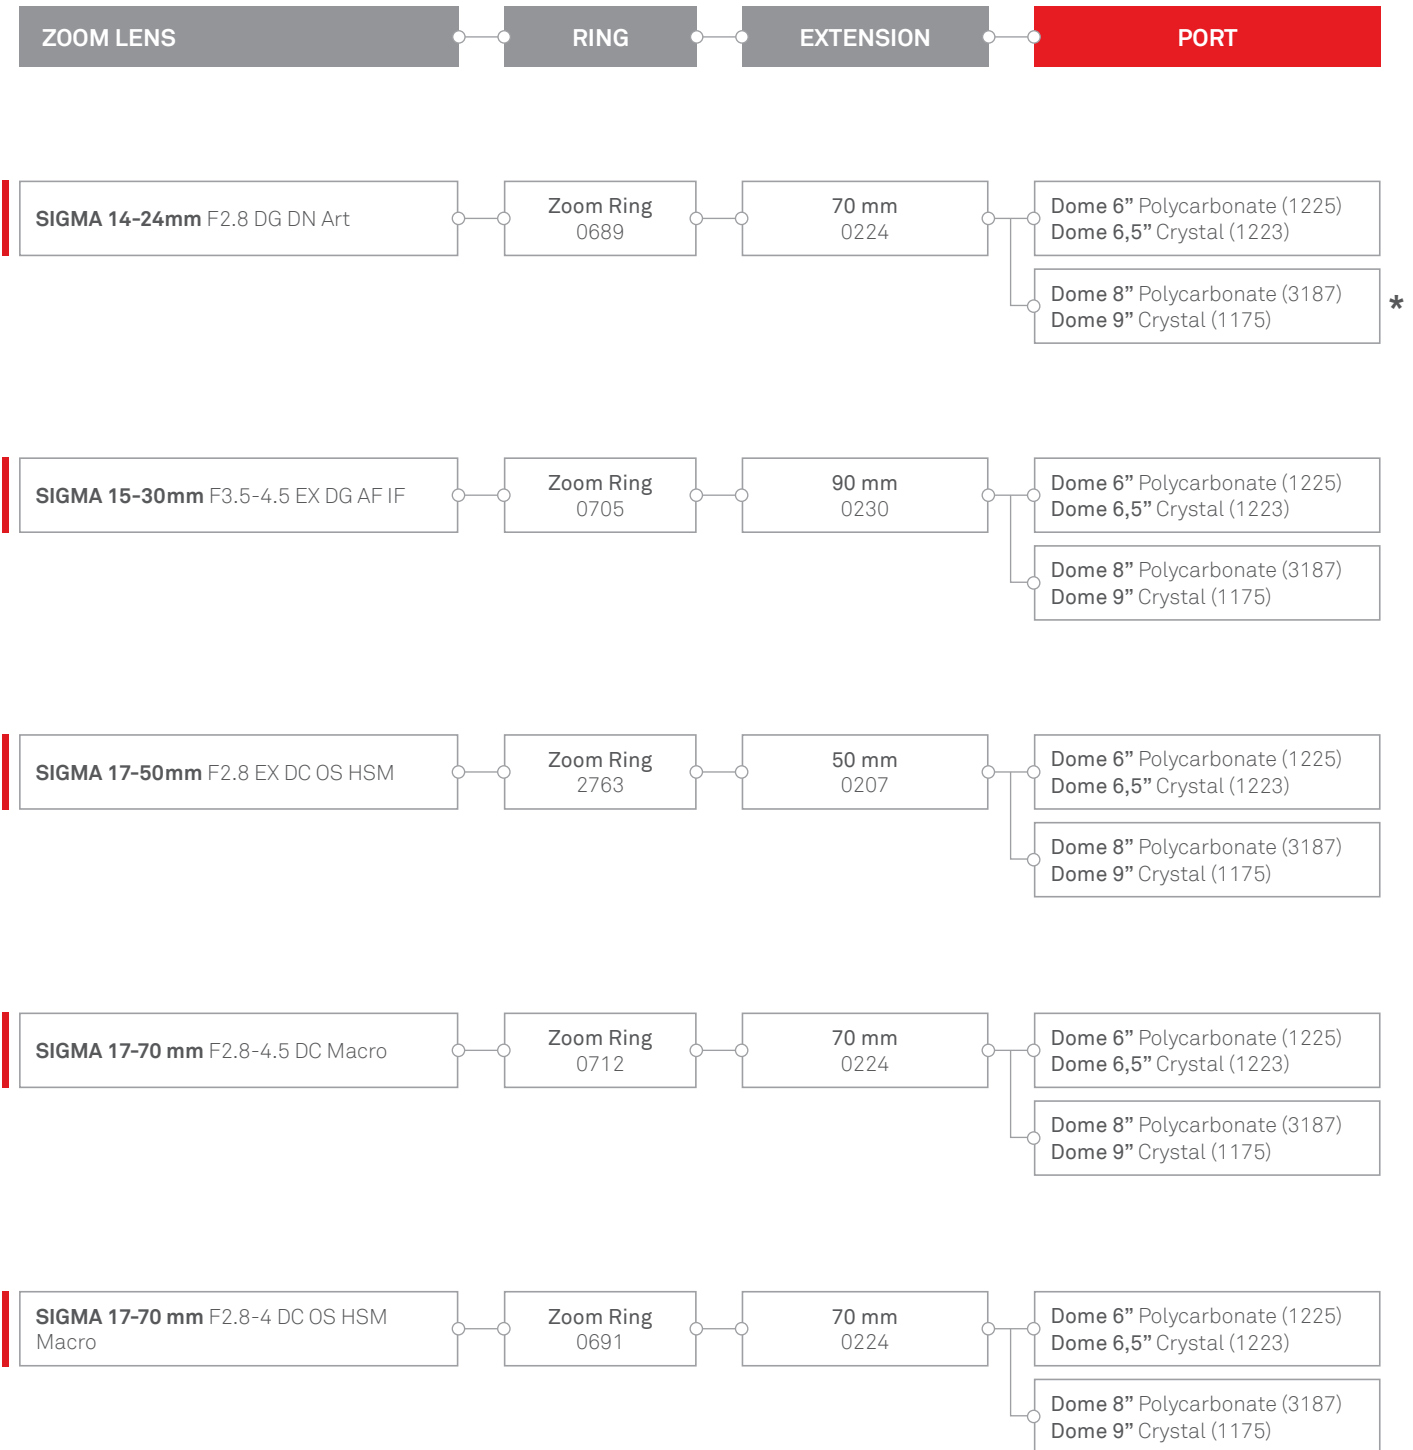 ZOOM LENS
RING
EXTENSION
PORT
SIGMA 14-24mm F2.8 DG DN Art
Zoom Ring
0689
70 mm
0224
Dome 6” Polycarbonate (1225)
Dome 6,5” Crystal (1223)
Dome 8” Polycarbonate (3187)
Dome 9” Crystal (1175)
*
SIGMA 15-30mm F3.5-4.5 EX DG AF IF
Zoom Ring
0705
90 mm
0230
Dome 6” Polycarbonate (1225)
Dome 6,5” Crystal (1223)
Dome 8” Polycarbonate (3187)
Dome 9” Crystal (1175)
SIGMA 17-50mm F2.8 EX DC OS HSM
Zoom Ring
2763
50 mm
0207
Dome 6” Polycarbonate (1225)
Dome 6,5” Crystal (1223)
Dome 8” Polycarbonate (3187)
Dome 9” Crystal (1175)
SIGMA 17-70 mm F2.8-4.5 DC Macro
Zoom Ring
0712
70 mm
0224
Dome 6” Polycarbonate (1225)
Dome 6,5” Crystal (1223)
Dome 8” Polycarbonate (3187)
Dome 9” Crystal (1175)
SIGMA 17-70 mm F2.8-4 DC OS HSM
Macro
Zoom Ring
0691
70 mm
0224
Dome 6” Polycarbonate (1225)
Dome 6,5” Crystal (1223)
Dome 8” Polycarbonate (3187)
Dome 9” Crystal (1175)